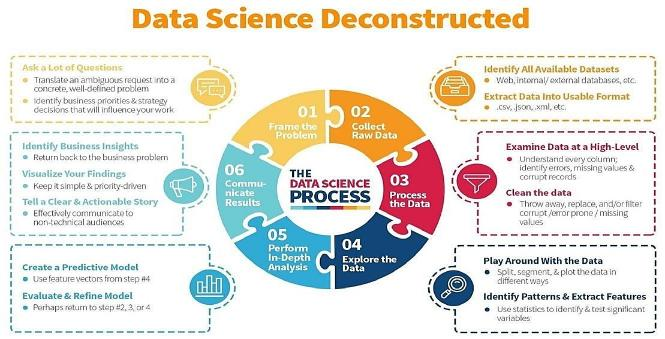 Data Science Deconstructed
Ask a Lot of Questions
Translate an ambiguous request into a
concrete, well-defined problem
Identify business priorities & strategy
decisions that will influence your work
Identify Business Insights
Return back to the business problem
Visualize Your Findings
Keep it simple & priority-driven
Tell a Clear & Actionable Story
Effectively communicate to
non-technical audiences
Create a Predictive Model
Use feature vectors from step #4
Evaluate & Refine Model
Perhaps return to step #2, 3, or 4
01
Frame the
Problem
02
Collect
Raw Data
03
Process
the Data
04
Explore the
Data
05
Perform
In-Depth
Analysis
06
Commu-
nicate
Results
THE
DATA SCIENCE
PROCESS
Identify All Available Datasets
Web, internal/ external databases, etc.
Extract Data Into Usable Format
.csv, .json, .xml, etc.
Examine Data at a High-Level
Understand every column;
identify errors, missing values &
corrupt records
Clean the data
Throw away, replace, and/or filter
corrupt /error prone / missing
values
Play Around With the Data
Split, segment, & plot the data in
different ways
Identify Patterns & Extract Features
Use statistics to identify & test significant
variables